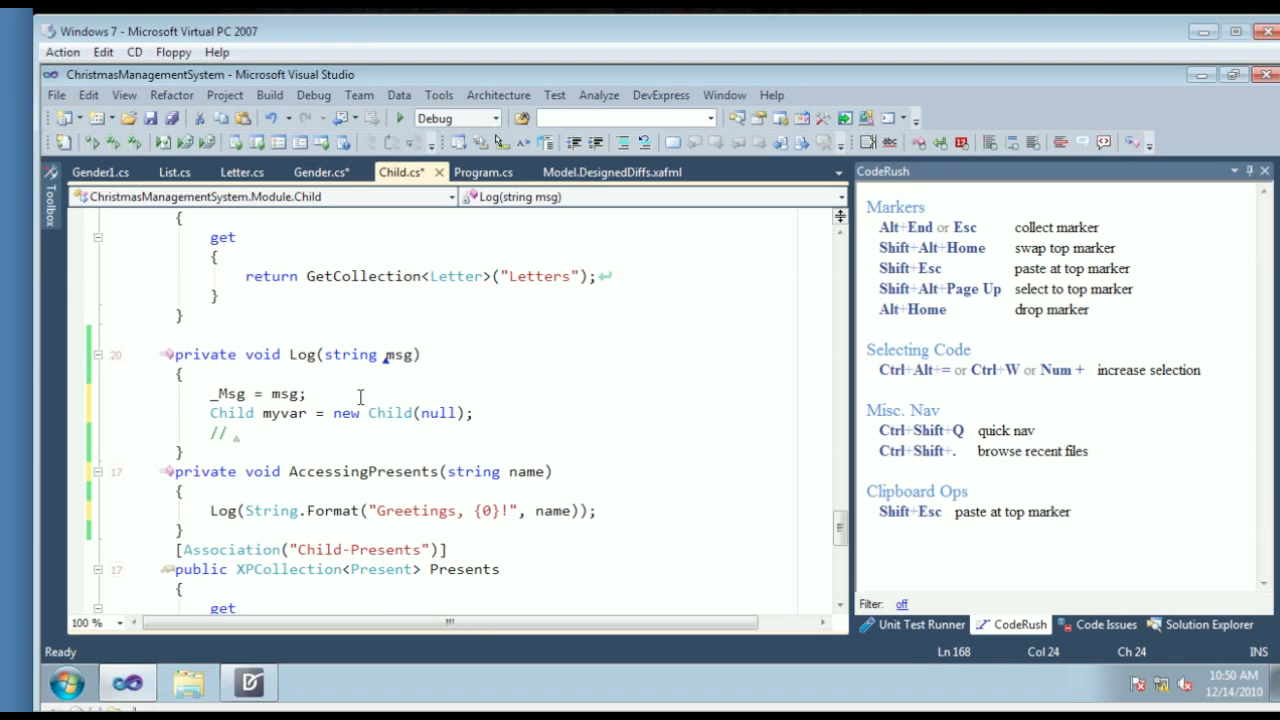 Windows 7 - Microsoft Virtual PC 2007
Action Edit CD Floppy Help
ChristmasManagementSystem - Microsoft Visual Studio
File Edit View Refactor Project Build Debug Team Tools Architecture Test Analyze DevExpress Window Help
Debug
Toolbox
Gender1.cs List.cs Letter.cs Gender.cs* Child.cs* Program.cs Model.DesignedDiffs.xafml
ChristmasManagementSystem.Module.Child Log(string msg)
{
get
{
return GetCollection<Letter>("Letters");
}
}
20 private void Log(string msg)
{
_Msg = msg;
Child myvar = new Child(null);
//
}
17 private void AccessingPresents(string name)
{
Log(String.Format("Greetings, {0}!", name));
}
[Association("Child-Presents")]
17 public XPCollection<Present> Presents
{
get
100 %
CodeRush
Markers
Alt+End or Esc collect marker
Shift+Alt+Home swap top marker
Shift+Esc paste at top marker
Shift+Alt+Page Up select to top marker
Alt+Home drop marker
Selecting Code
Ctrl+Alt+= or Ctrl+W or Num + increase selection
Misc. Nav
Ctrl+Shift+Q quick nav
Ctrl+Shift+. browse recent files
Clipboard Ops
Shift+Esc paste at top marker
Filter: off
Unit Test Runner CodeRush Code Issues Solution Explorer
Ready Ln 168 Col 24 Ch 24 INS
10:50 AM
12/14/2010